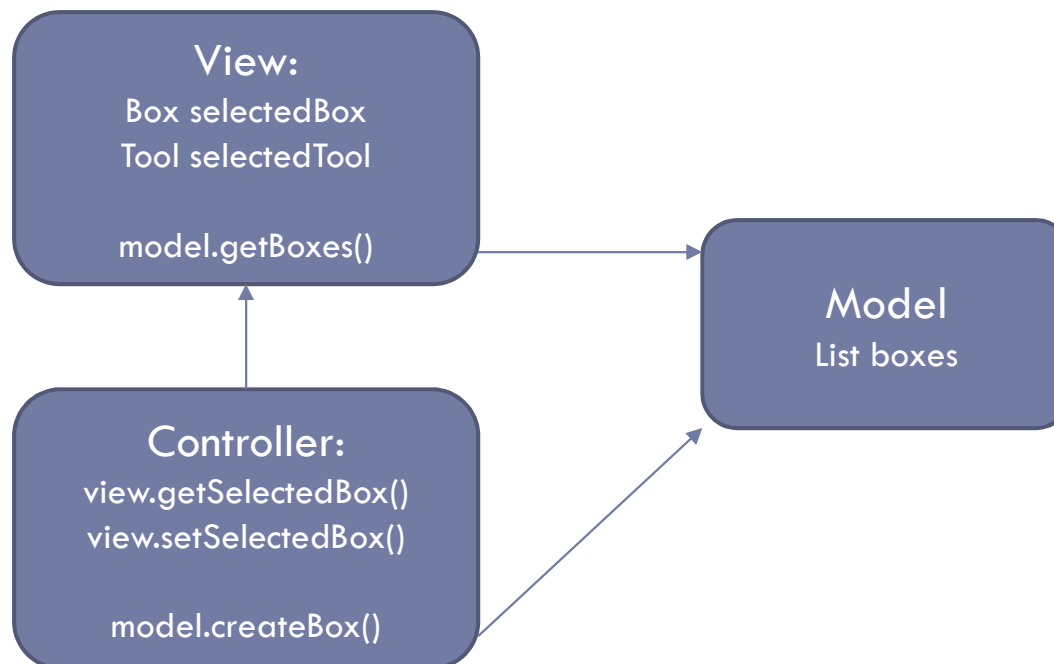 View:
Box selectedBox
Tool selectedTool
model.getBoxes()
Model
List boxes
Controller:
view.getSelectedBox()
view.setSelectedBox()
model.createBox()